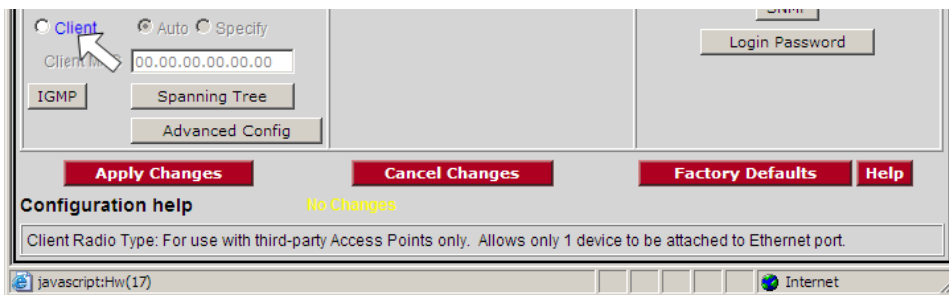 SNMP
Client Auto Specify
Login Password
Client MAC 00.00.00.00.00.00
IGMP Spanning Tree
Advanced Config
Apply Changes Cancel Changes Factory Defaults Help
Configuration help No Changes
Client Radio Type: For use with third-party Access Points only. Allows only 1 device to be attached to Ethernet port.
javascript:Hw(17) Internet